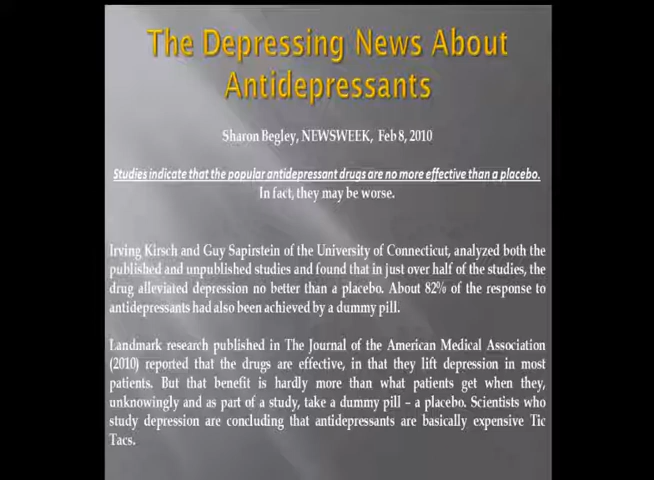 The Depressing News About
Antidepressants
Sharon Begley, NEWSWEEK, Feb 8, 2010
Studies indicate that the popular antidepressant drugs are no more effective than a placebo.
In fact, they may be worse.
Irving Kirsch and Guy Sapirstein of the University of Connecticut, analyzed both the
published and unpublished studies and found that in just over half of the studies, the
drug alleviated depression no better than a placebo. About 82% of the response to
antidepressants had also been achieved by a dummy pill.
Landmark research published in The Journal of the American Medical Association
(2010) reported that the drugs are effective, in that they lift depression in most
patients. But that benefit is hardly more than what patients get when they,
unknowingly and as part of a study, take a dummy pill – a placebo. Scientists who
study depression are concluding that antidepressants are basically expensive Tic
Tacs.